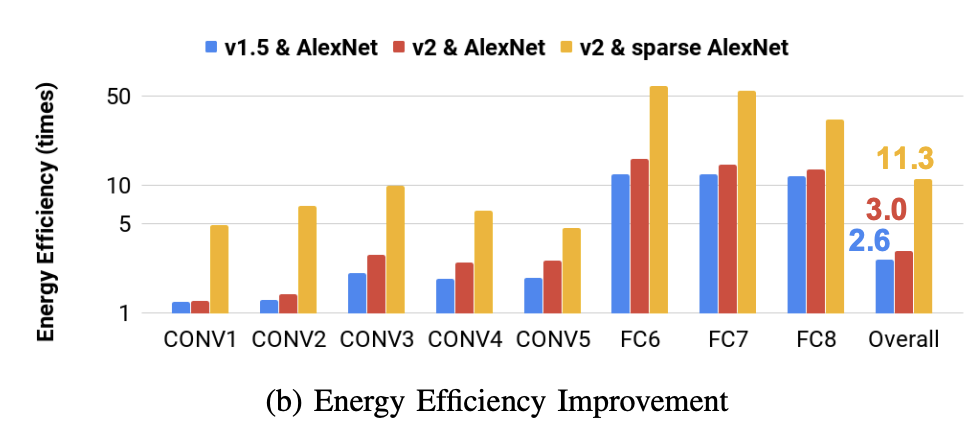 v1.5 & AlexNet v2 & AlexNet v2 & sparse AlexNet
Energy Efficiency (times)
50
10
5
1
11.3
3.0
2.6
CONV1 CONV2 CONV3 CONV4 CONV5 FC6 FC7 FC8 Overall
(b) Energy Efficiency Improvement